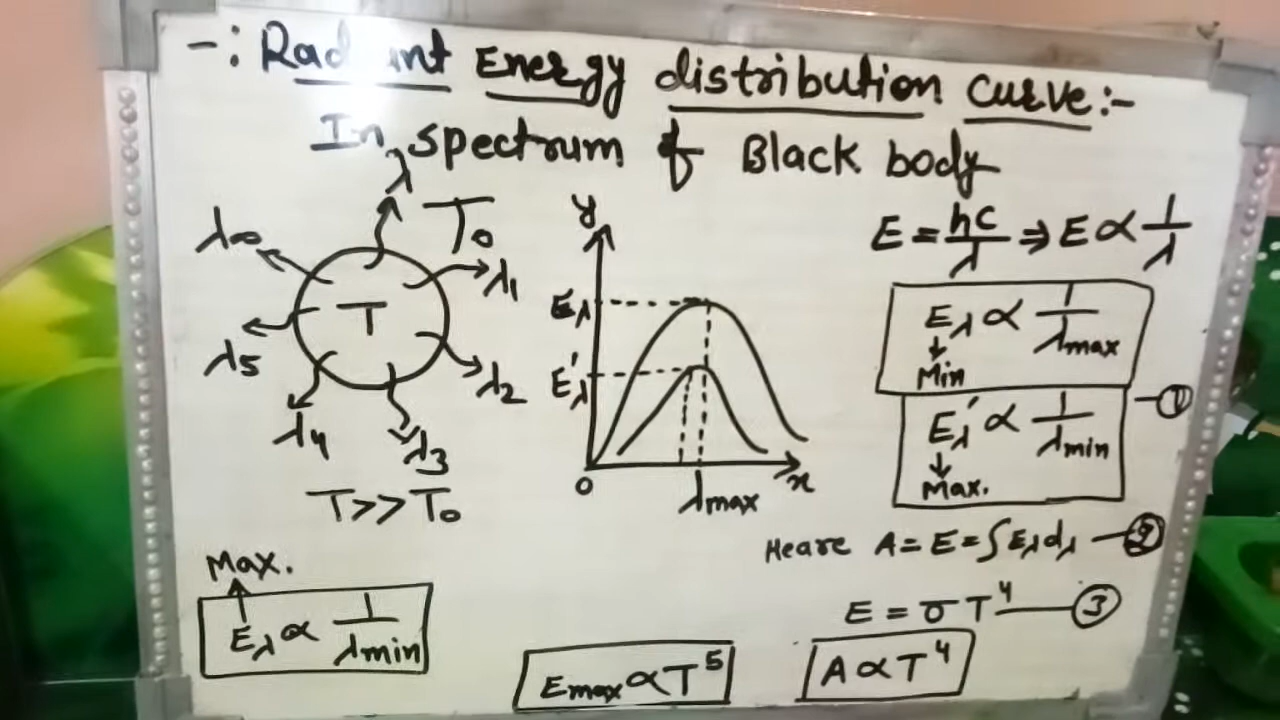 -: Radiant Energy distribution curve:-
In spectrum of Black body
λ
T₀
λ∞
λ1
T
λ5
λ2
λ4
λ3
T>>T₀
y
Eλ
E'λ
0
λmax
x
E = hc/λ ⇒ E ∝ 1/λ
Eλ ∝ 1/λmax
↓
Min
E'λ ∝ 1/λmin
↓
Max.
①
Heare A = E = ∫Eλdλ — ②
E = σT⁴ — ③
Max.
Eλ ∝ 1/λmin
Emax ∝ T⁵
A ∝ T⁴